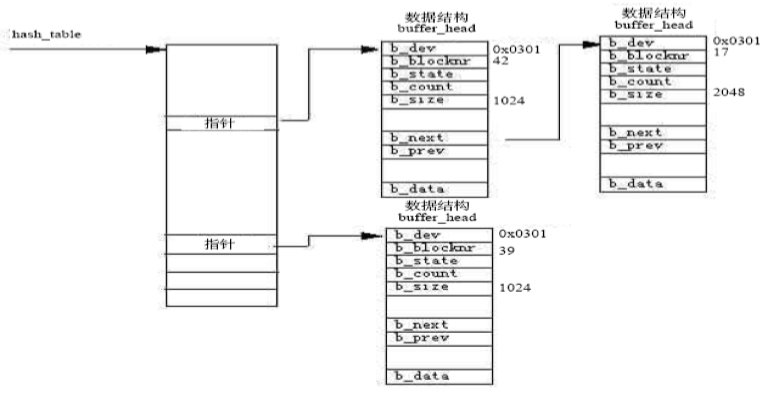 hash_table
指针
指针
数据结构
buffer_head
b_dev 0x0301
b_blocknr 42
b_state
b_count
b_size 1024
b_next
b_prev
b_data
数据结构
buffer_head
b_dev 0x0301
b_blocknr 17
b_state
b_count
b_size 2048
b_next
b_prev
b_data
数据结构
buffer_head
b_dev 0x0301
b_blocknr 39
b_state
b_count
b_size 1024
b_next
b_prev
b_data